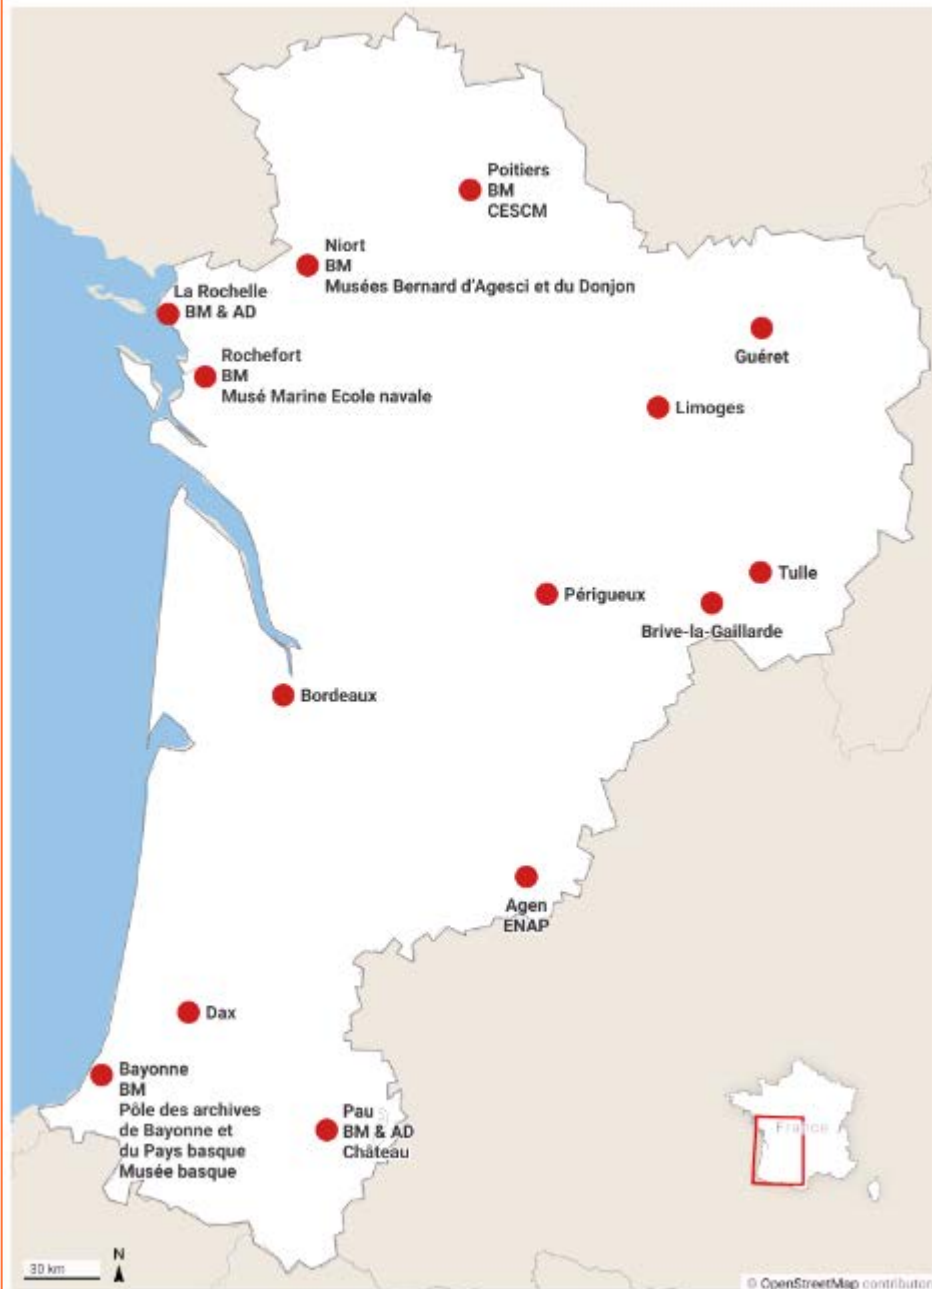 Poitiers
BM
CESCM
Niort
BM
Musées Bernard d'Agesci et du Donjon
La Rochelle
BM & AD
Rochefort
BM
Musé Marine Ecole navale
Guéret
Limoges
Tulle
Périgueux
Brive-la-Gaillarde
Bordeaux
Agen
ENAP
Dax
Bayonne
BM
Pôle des archives
de Bayonne et
du Pays basque
Musée basque
Pau
BM & AD
Château
France
30 km
N
© OpenStreetMap contributor